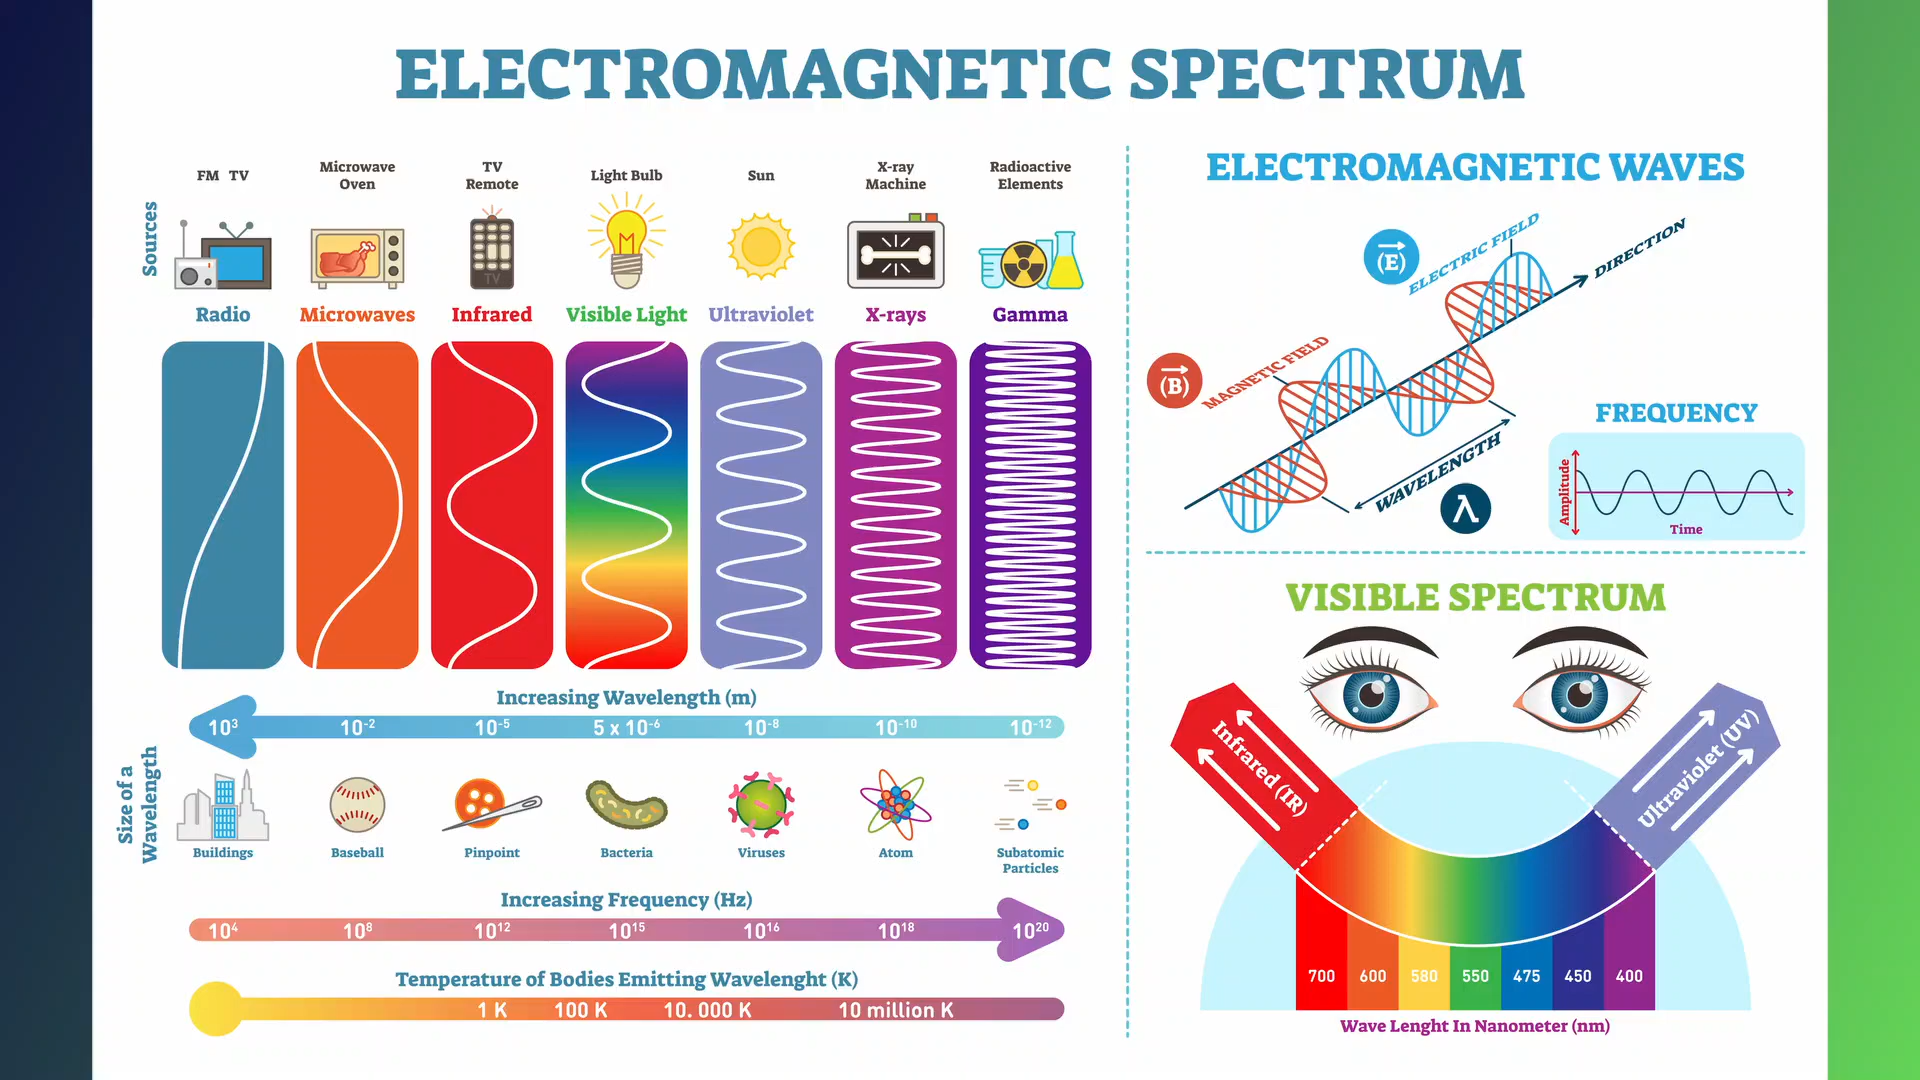 ELECTROMAGNETIC SPECTRUM
Sources
FM TV
Microwave
Oven
TV
Remote
Light Bulb
Sun
X-ray
Machine
Radioactive
Elements
TV
Radio
Microwaves
Infrared
Visible Light
Ultraviolet
X-rays
Gamma
Increasing Wavelength (m)
10³ 10⁻² 10⁻⁵ 5 x 10⁻⁶ 10⁻⁸ 10⁻¹⁰ 10⁻¹²
Size of a
Wavelength
Buildings
Baseball
Pinpoint
Bacteria
Viruses
Atom
Subatomic
Particles
Increasing Frequency (Hz)
10⁴ 10⁸ 10¹² 10¹⁵ 10¹⁶ 10¹⁸ 10²⁰
Temperature of Bodies Emitting Wavelenght (K)
1 K 100 K 10. 000 K 10 million K
ELECTROMAGNETIC WAVES
(E)
ELECTRIC FIELD
DIRECTION
(B)
MAGNETIC FIELD
WAVELENGTH
λ
FREQUENCY
Amplitude
Time
VISIBLE SPECTRUM
Infrared (IR)
Ultraviolet (UV)
700 600 580 550 475 450 400
Wave Lenght In Nanometer (nm)